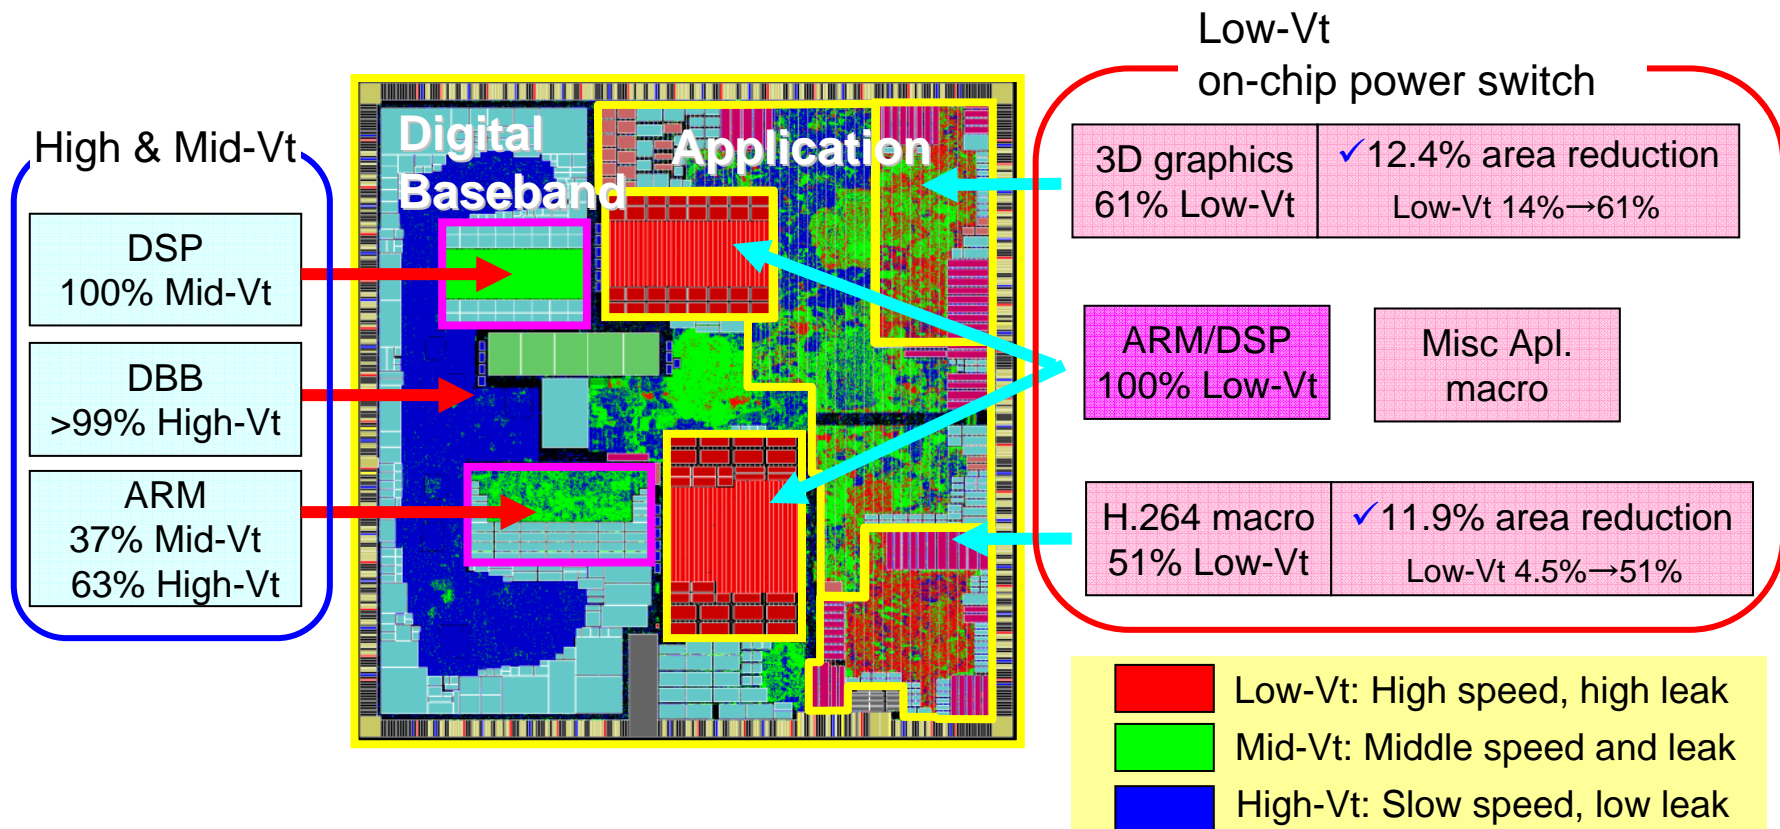 High & Mid-Vt
DSP
100% Mid-Vt
DBB
>99% High-Vt
ARM
37% Mid-Vt
63% High-Vt
Digital
Baseband
Application
Low-Vt
on-chip power switch
3D graphics
61% Low-Vt
✓12.4% area reduction
Low-Vt 14%→61%
ARM/DSP
100% Low-Vt
Misc Apl.
macro
H.264 macro
51% Low-Vt
✓11.9% area reduction
Low-Vt 4.5%→51%
Low-Vt: High speed, high leak
Mid-Vt: Middle speed and leak
High-Vt: Slow speed, low leak